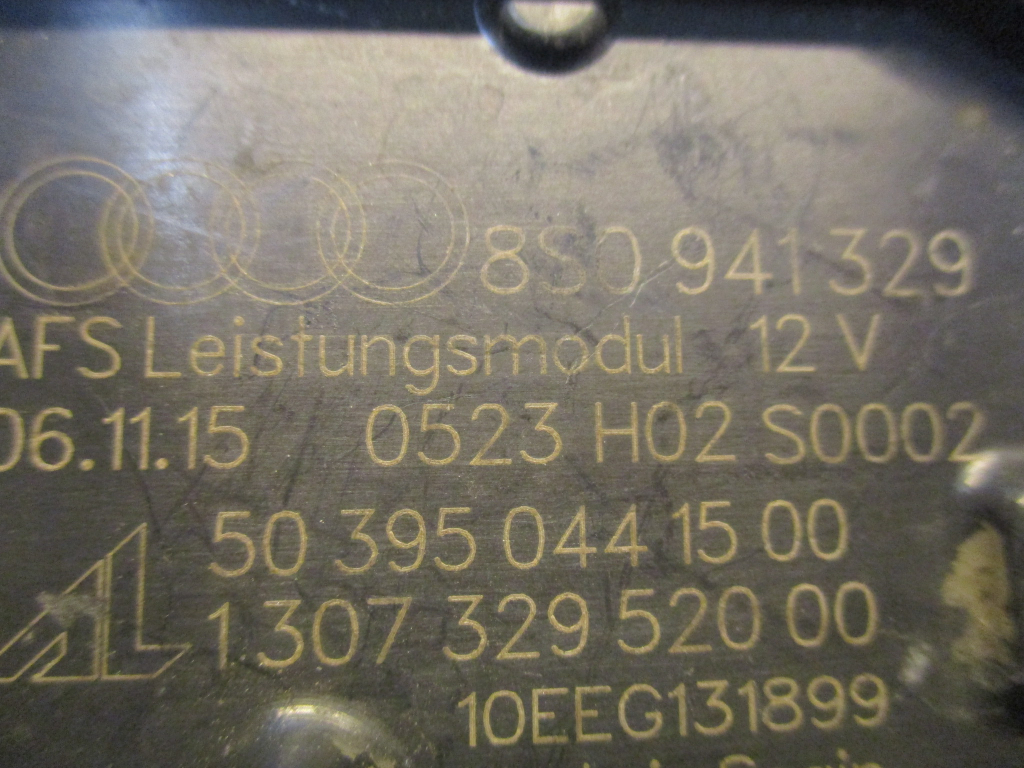 8S0 941 329
AFS Leistungsmodul 12 V
06.11.15 0523 H02 S0002
50 395 044 15 00
1 307 329 520 00
10EEG131899